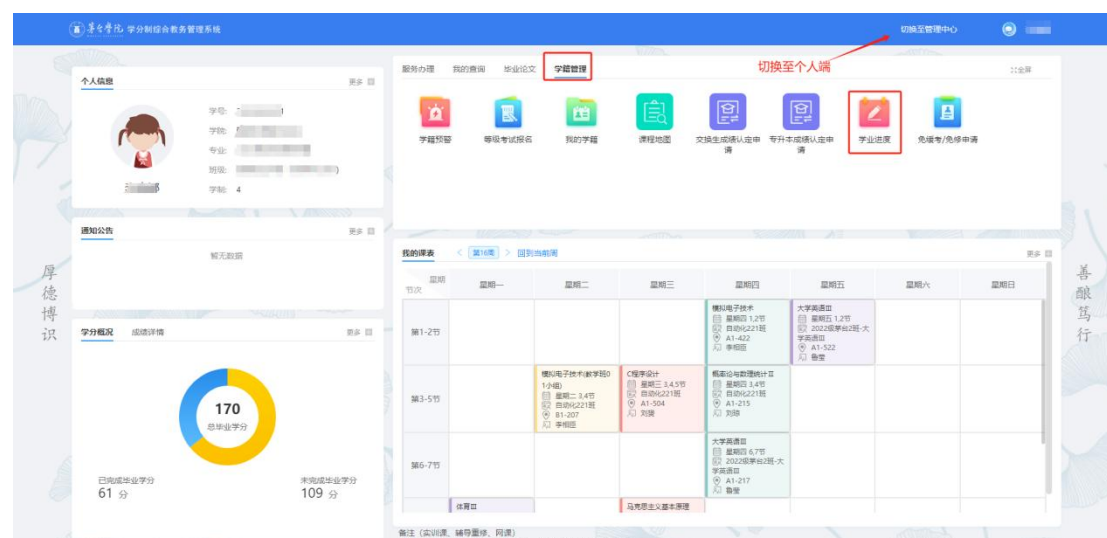 茅台学院 学分制综合教务管理系统
切换至管理中心
切换至个人端
个人信息
更多
学号:
学院:
专业:
班级:
学制: 4
通知公告
更多
暂无数据
学分概况 成绩详情
更多
170
总毕业学分
已完成毕业学分
61 分
未完成毕业学分
109 分
服务办理 我的查询 毕业论文 学籍管理
全屏
学籍预警
等级考试报名
我的学籍
课程地图
交换生成绩认定申
请
专升本成绩认定申
请
学业进度
免缓考/免修申请
我的课表 < 第16周 > 回到当前周
更多
星期
节次
星期一 星期二 星期三 星期四 星期五 星期六 星期日
第1-2节
模拟电子技术
星期四 1,2节
自动化221班
A1-422
李相臣
大学英语Ⅲ
星期五 1,2节
2022级茅台2班-大
学英语Ⅲ
A1-522
鲁莹
第3-5节
模拟电子技术(教学班0
1小组)
星期二 3,4节
自动化221班
B1-207
李相臣
C程序设计
星期三 3,4,5节
自动化221班
A1-504
刘媛
概率论与数理统计Ⅱ
星期四 3,4节
自动化221班
A1-215
刘琼
第6-7节
大学英语Ⅲ
星期四 6,7节
2022级茅台2班-大
学英语Ⅲ
A1-217
鲁莹
体育Ⅲ
马克思主义基本原理
备注（实训课、辅导重修、网课）
厚德博识
善酿笃行